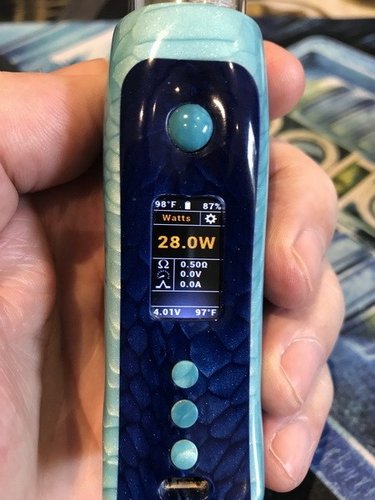 98°F 87%
Watts
28.0W
Ω 0.50Ω
0.0V
0.0A
4.01V 97°F